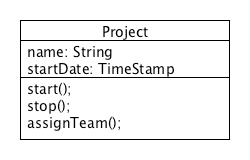 Project
name: String
startDate: TimeStamp
start();
stop();
assignTeam();